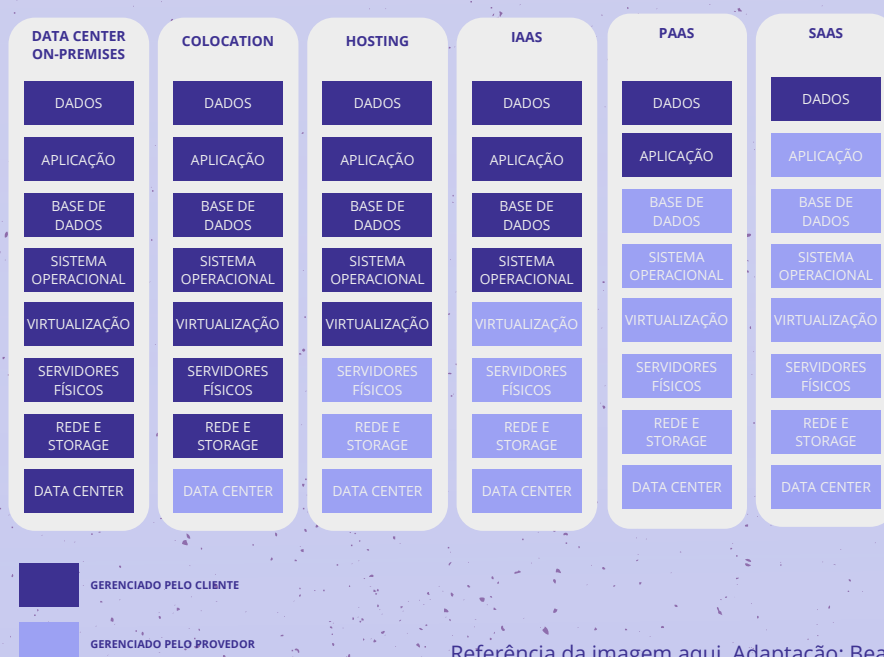 DATA CENTER
ON-PREMISES
DADOS
APLICAÇÃO
BASE DE
DADOS
SISTEMA
OPERACIONAL
VIRTUALIZAÇÃO
SERVIDORES
FÍSICOS
REDE E
STORAGE
DATA CENTER
COLOCATION
DADOS
APLICAÇÃO
BASE DE
DADOS
SISTEMA
OPERACIONAL
VIRTUALIZAÇÃO
SERVIDORES
FÍSICOS
REDE E
STORAGE
DATA CENTER
HOSTING
DADOS
APLICAÇÃO
BASE DE
DADOS
SISTEMA
OPERACIONAL
VIRTUALIZAÇÃO
SERVIDORES
FÍSICOS
REDE E
STORAGE
DATA CENTER
IAAS
DADOS
APLICAÇÃO
BASE DE
DADOS
SISTEMA
OPERACIONAL
VIRTUALIZAÇÃO
SERVIDORES
FÍSICOS
REDE E
STORAGE
DATA CENTER
PAAS
DADOS
APLICAÇÃO
BASE DE
DADOS
SISTEMA
OPERACIONAL
VIRTUALIZAÇÃO
SERVIDORES
FÍSICOS
REDE E
STORAGE
DATA CENTER
SAAS
DADOS
APLICAÇÃO
BASE DE
DADOS
SISTEMA
OPERACIONAL
VIRTUALIZAÇÃO
SERVIDORES
FÍSICOS
REDE E
STORAGE
DATA CENTER
GERENCIADO PELO CLIENTE
GERENCIADO PELO PROVEDOR
Referência da imagem aqui. Adaptação: